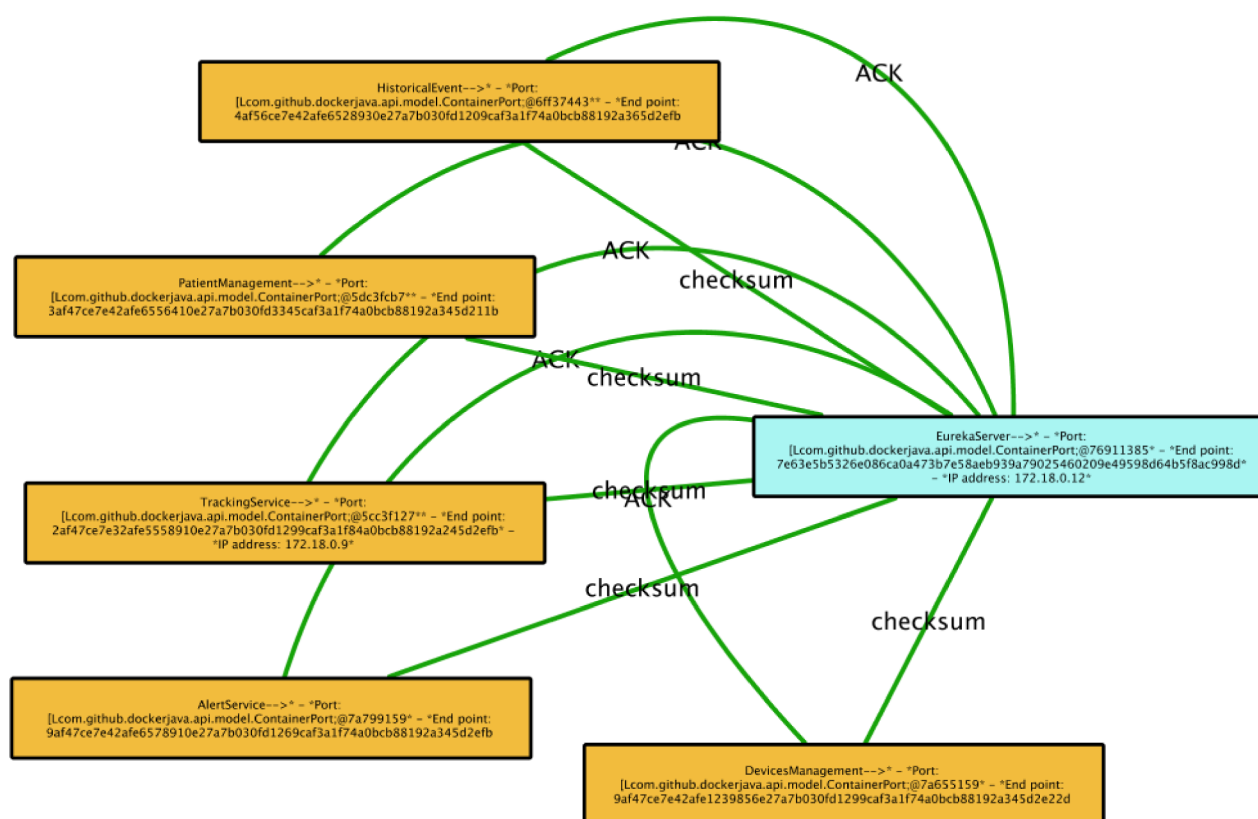 ACK
HistoricalEvent-->* - *Port:
[Lcom.github.dockerjava.api.model.ContainerPort;@6ff37443** - *End point:
4af56ce7e42afe6528930e27a7b030fd1209caf3a1f74a0bcb88192a365d2efb
ACK
ACK
checksum
PatientManagement-->* - *Port:
[Lcom.github.dockerjava.api.model.ContainerPort;@5dc3fcb7** - *End point:
3af47ce7e42afe6556410e27a7b030fd3345caf3a1f74a0bcb88192a345d211b
ACK
checksum
EurekaServer-->* - *Port:
[Lcom.github.dockerjava.api.model.ContainerPort;@76911385* - *End point:
7e63e5b5326e086ca0a473b7e58aeb939a79025460209e49598d64b5f8ac998d*
- *IP address: 172.18.0.12*
checksum
ACK
TrackingService-->* - *Port:
[Lcom.github.dockerjava.api.model.ContainerPort;@5cc3f127** - *End point:
2af47ce7e32afe5558910e27a7b030fd1299caf3a1f84a0bcb88192a245d2efb* -
*IP address: 172.18.0.9*
checksum
checksum
AlertService-->* - *Port:
[Lcom.github.dockerjava.api.model.ContainerPort;@7a799159* - *End point:
9af47ce7e42afe6578910e27a7b030fd1269caf3a1f74a0bcb88192a345d2efb
DevicesManagement-->* - *Port:
[Lcom.github.dockerjava.api.model.ContainerPort;@7a655159* - *End point:
9af47ce7e42afe1239856e27a7b030fd1299caf3a1f74a0bcb88192a345d2e22d